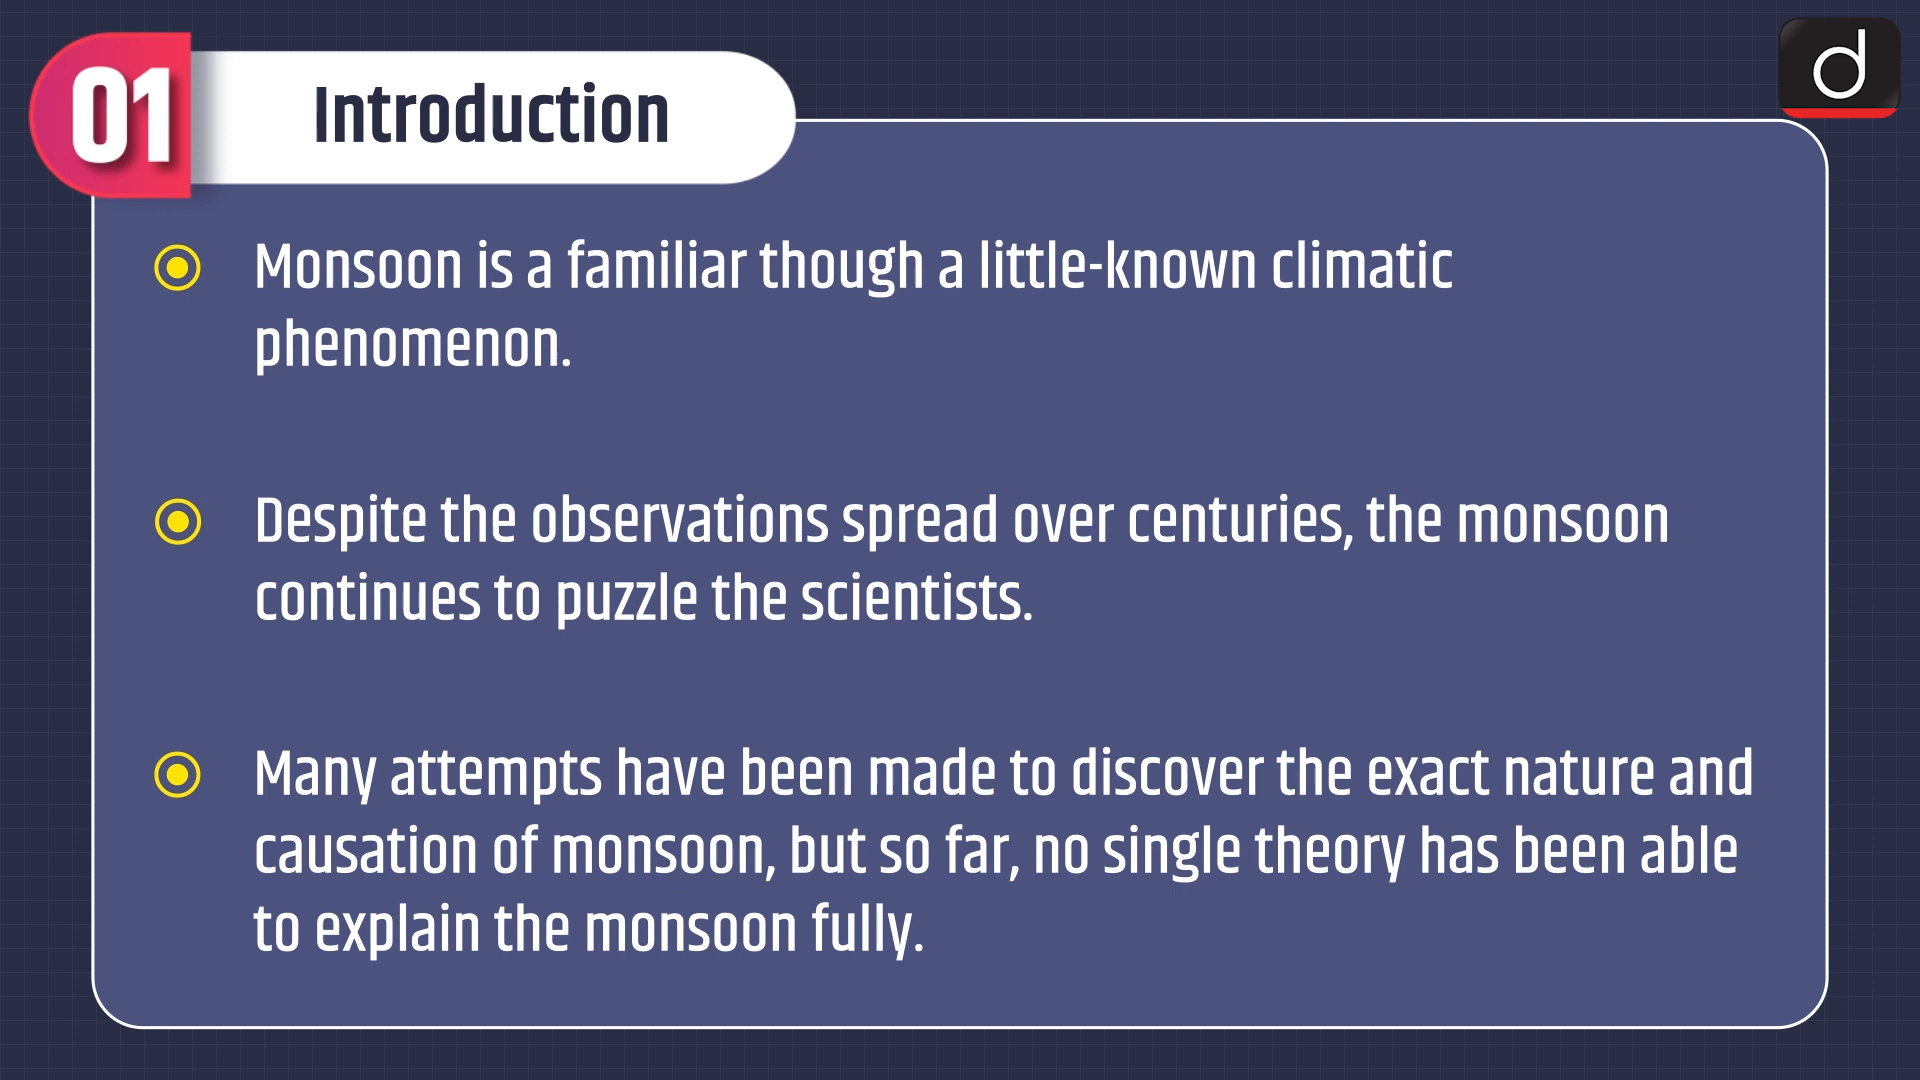 01
Introduction
d
Monsoon is a familiar though a little-known climatic
phenomenon.
Despite the observations spread over centuries, the monsoon
continues to puzzle the scientists.
Many attempts have been made to discover the exact nature and
causation of monsoon, but so far, no single theory has been able
to explain the monsoon fully.